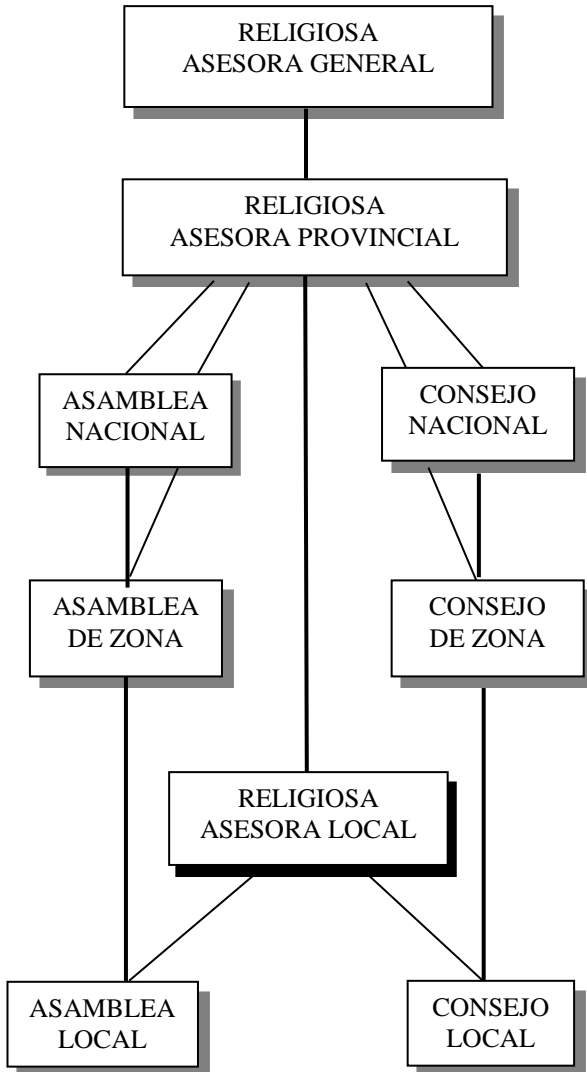 RELIGIOSA
ASESORA GENERAL
RELIGIOSA
ASESORA PROVINCIAL
ASAMBLEA
NACIONAL
CONSEJO
NACIONAL
ASAMBLEA
DE ZONA
CONSEJO
DE ZONA
RELIGIOSA
ASESORA LOCAL
ASAMBLEA
LOCAL
CONSEJO
LOCAL